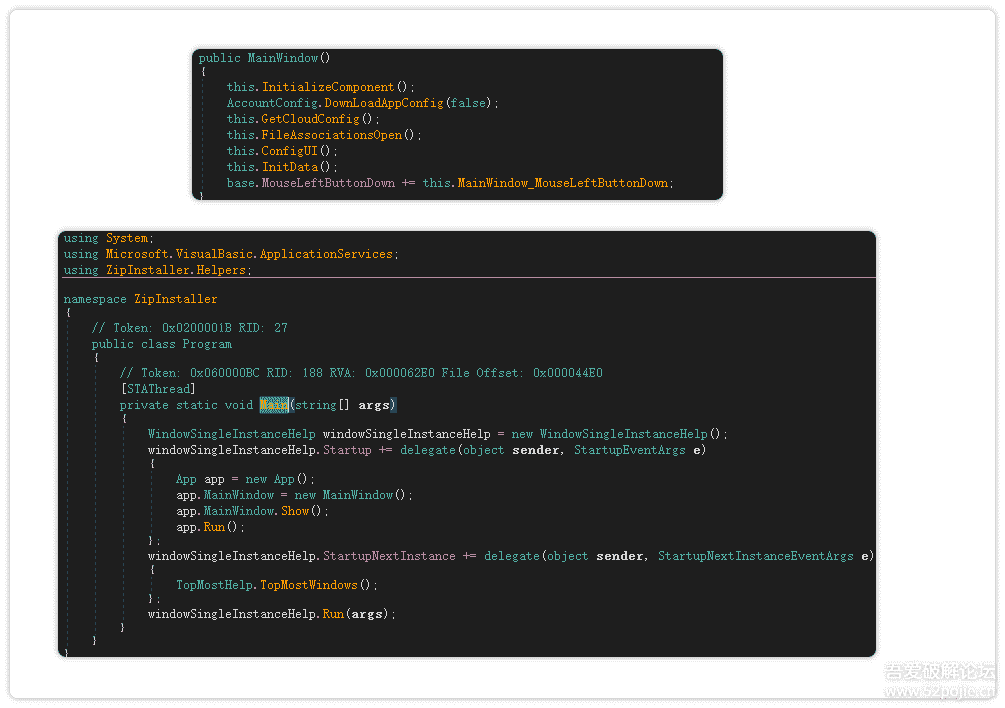 public MainWindow()
{
this.InitializeComponent();
AccountConfig.DownLoadAppConfig(false);
this.GetCloudConfig();
this.FileAssociationsOpen();
this.ConfigUI();
this.InitData();
base.MouseLeftButtonDown += this.MainWindow_MouseLeftButtonDown;
}
using System;
using Microsoft.VisualBasic.ApplicationServices;
using ZipInstaller.Helpers;
namespace ZipInstaller
{
// Token: 0x0200001B RID: 27
public class Program
{
// Token: 0x060000BC RID: 188 RVA: 0x000062E0 File Offset: 0x000044E0
[STAThread]
private static void Main(string[] args)
{
WindowSingleInstanceHelp windowSingleInstanceHelp = new WindowSingleInstanceHelp();
windowSingleInstanceHelp.Startup += delegate(object sender, StartupEventArgs e)
{
App app = new App();
app.MainWindow = new MainWindow();
app.MainWindow.Show();
app.Run();
};
windowSingleInstanceHelp.StartupNextInstance += delegate(object sender, StartupNextInstanceEventArgs e)
{
TopMostHelp.TopMostWindows();
};
windowSingleInstanceHelp.Run(args);
}
}
}
吾爱破解论坛
www.52pojie.cn